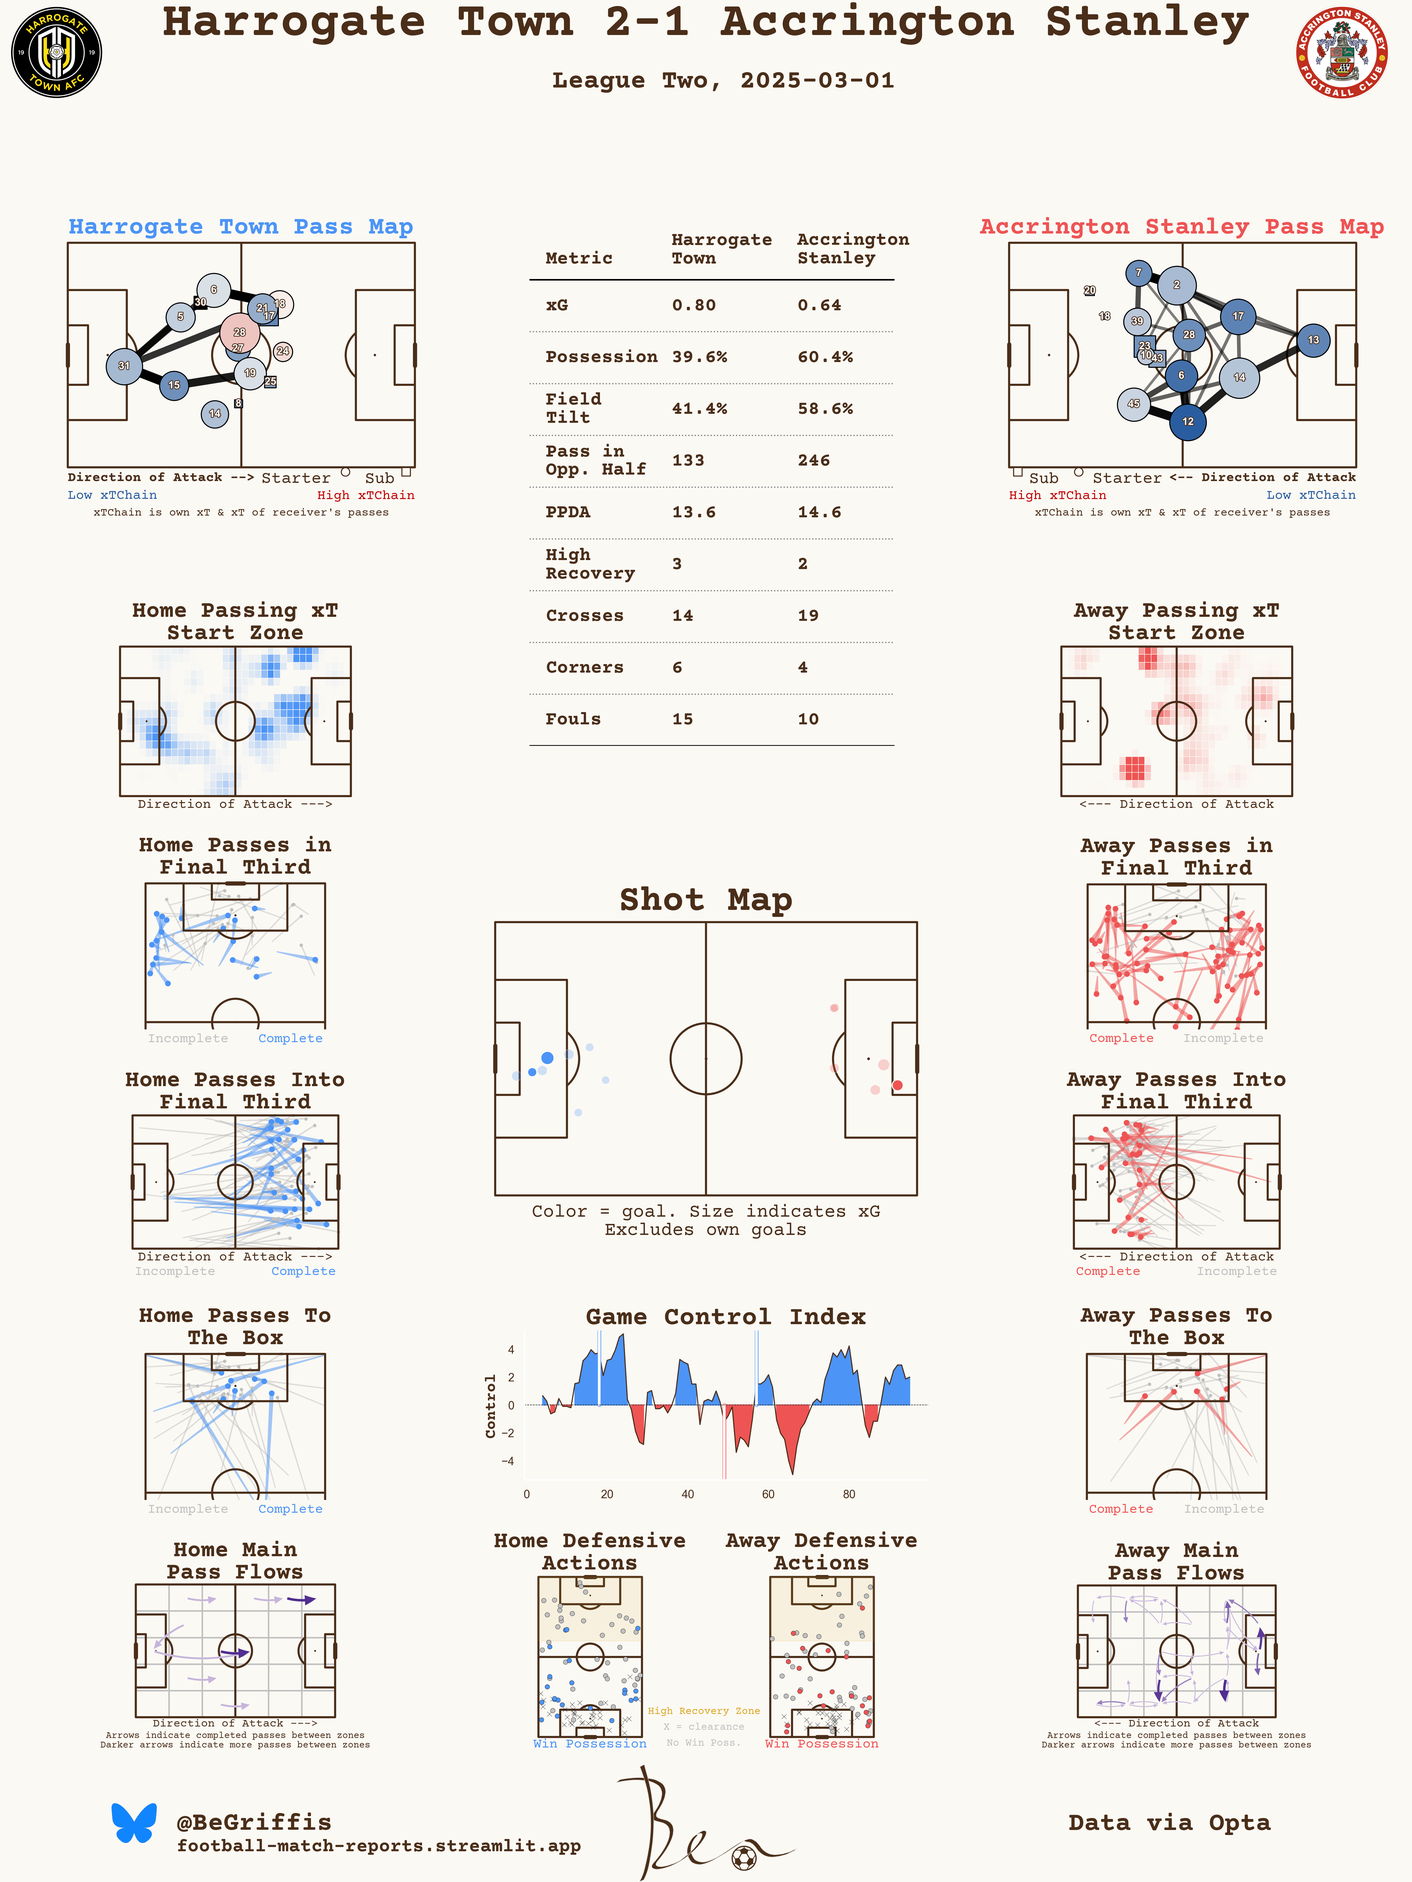 Harrogate Town 2-1 Accrington Stanley
League Two, 2025-03-01
HARROGATE
19 19
TOWN AFC
ACCRINGTON STANLEY
FOOTBALL CLUB
Harrogate Town Pass Map
6
30
18
21
17
5
28
27
24
31
19
25
15
8
14
Direction of Attack --> Starter Sub
Low xTChain High xTChain
xTChain is own xT & xT of receiver's passes
Metric Harrogate Town Accrington Stanley
xG 0.80 0.64
Possession 39.6% 60.4%
Field Tilt 41.4% 58.6%
Pass in Opp. Half 133 246
PPDA 13.6 14.6
High Recovery 3 2
Crosses 14 19
Corners 6 4
Fouls 15 10
Accrington Stanley Pass Map
7
2
20
18
39
17
28
13
23
10
43
6
14
45
12
Sub Starter <-- Direction of Attack
High xTChain Low xTChain
xTChain is own xT & xT of receiver's passes
Home Passing xT
Start Zone
Direction of Attack --->
Away Passing xT
Start Zone
<--- Direction of Attack
Home Passes in
Final Third
Incomplete Complete
Away Passes in
Final Third
Complete Incomplete
Shot Map
Color = goal. Size indicates xG
Excludes own goals
Home Passes Into
Final Third
Direction of Attack --->
Incomplete Complete
Away Passes Into
Final Third
<--- Direction of Attack
Complete Incomplete
Home Passes To
The Box
Incomplete Complete
Game Control Index
Control
4
2
0
−2
−4
0 20 40 60 80
Away Passes To
The Box
Complete Incomplete
Home Main
Pass Flows
Direction of Attack --->
Arrows indicate completed passes between zones
Darker arrows indicate more passes between zones
Home Defensive
Actions
Win Possession
Away Defensive
Actions
Win Possession
High Recovery Zone
X = clearance
No Win Poss.
Away Main
Pass Flows
<--- Direction of Attack
Arrows indicate completed passes between zones
Darker arrows indicate more passes between zones
@BeGriffis
football-match-reports.streamlit.app
Ben
Data via Opta